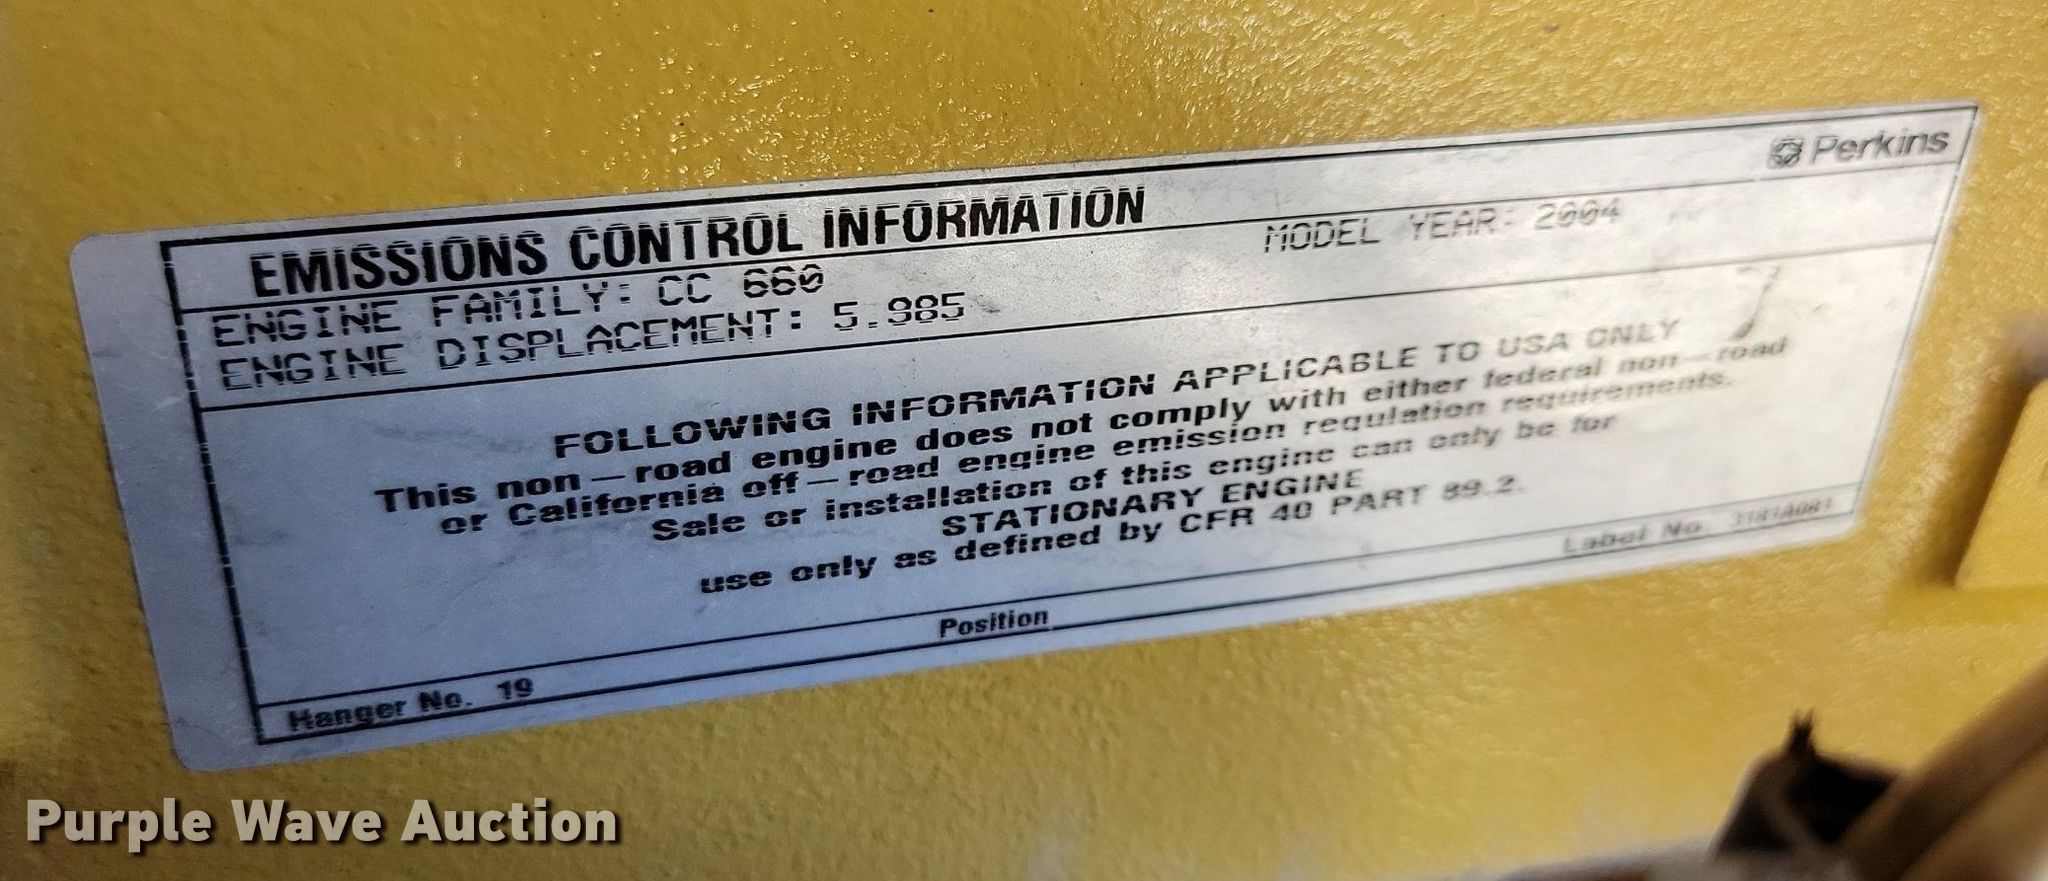 Perkins
EMISSIONS CONTROL INFORMATION
ENGINE FAMILY: CC 660
MODEL YEAR: 2004
ENGINE DISPLACEMENT: 5.985
FOLLOWING INFORMATION APPLICABLE TO USA ONLY
This non-road engine does not comply with either federal non-road
or California off-road engine emission regulation requirements.
Sale or installation of this engine can only be for
STATIONARY ENGINE
use only as defined by CFR 40 PART 89.2.
Hanger No. 19
Position
Label No. 3181A081
Purple Wave Auction